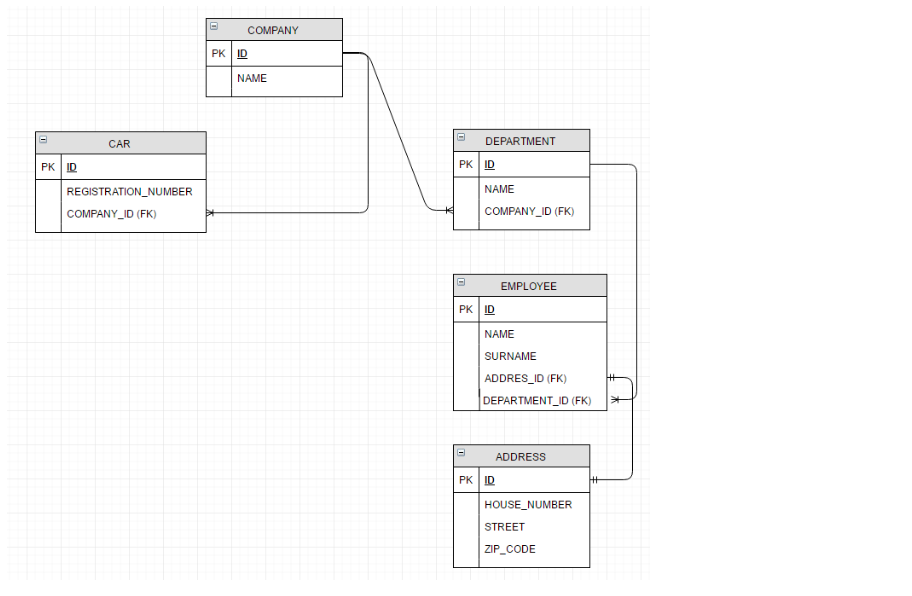 COMPANY
PK ID
NAME
CAR
PK ID
REGISTRATION_NUMBER
COMPANY_ID (FK)
DEPARTMENT
PK ID
NAME
COMPANY_ID (FK)
EMPLOYEE
PK ID
NAME
SURNAME
ADDRES_ID (FK)
DEPARTMENT_ID (FK)
ADDRESS
PK ID
HOUSE_NUMBER
STREET
ZIP_CODE